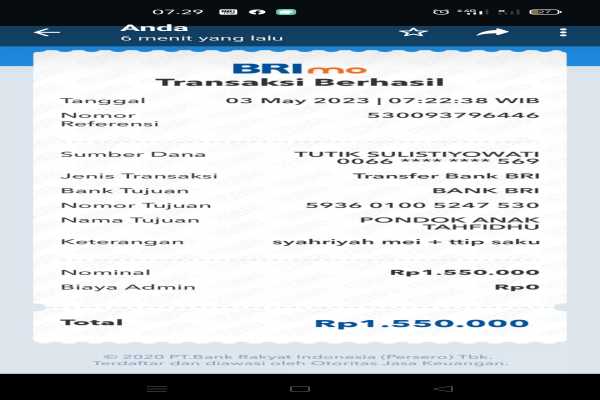 07.29
Anda
6 menit yang lalu
BRImo
Transaksi Berhasil
Tanggal 03 May 2023 | 07:22:38 WIB
Nomor Referensi 530093796446
Sumber Dana TUTIK SULISTIYOWATI
0066 **** **** 569
Jenis Transaksi Transfer Bank BRI
Bank Tujuan BANK BRI
Nomor Tujuan 5936 0100 5247 530
Nama Tujuan PONDOK ANAK
TAHFIDHU
Keterangan syahriyah mei + ttip saku
Nominal Rp1.550.000
Biaya Admin Rp0
Total Rp1.550.000
© 2020 PT.Bank Rakyat Indonesia (Persero) Tbk.
Terdaftar dan diawasi oleh Otoritas Jasa Keuangan.